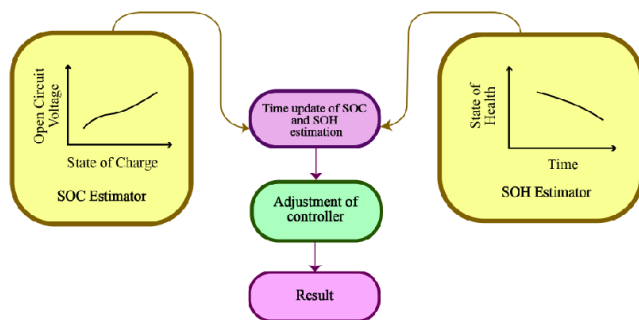 Open Circuit
Voltage
State of Charge
SOC Estimator
Time update of SOC
and SOH
estimation
Adjustment of
controller
Result
State of
Health
Time
SOH Estimator